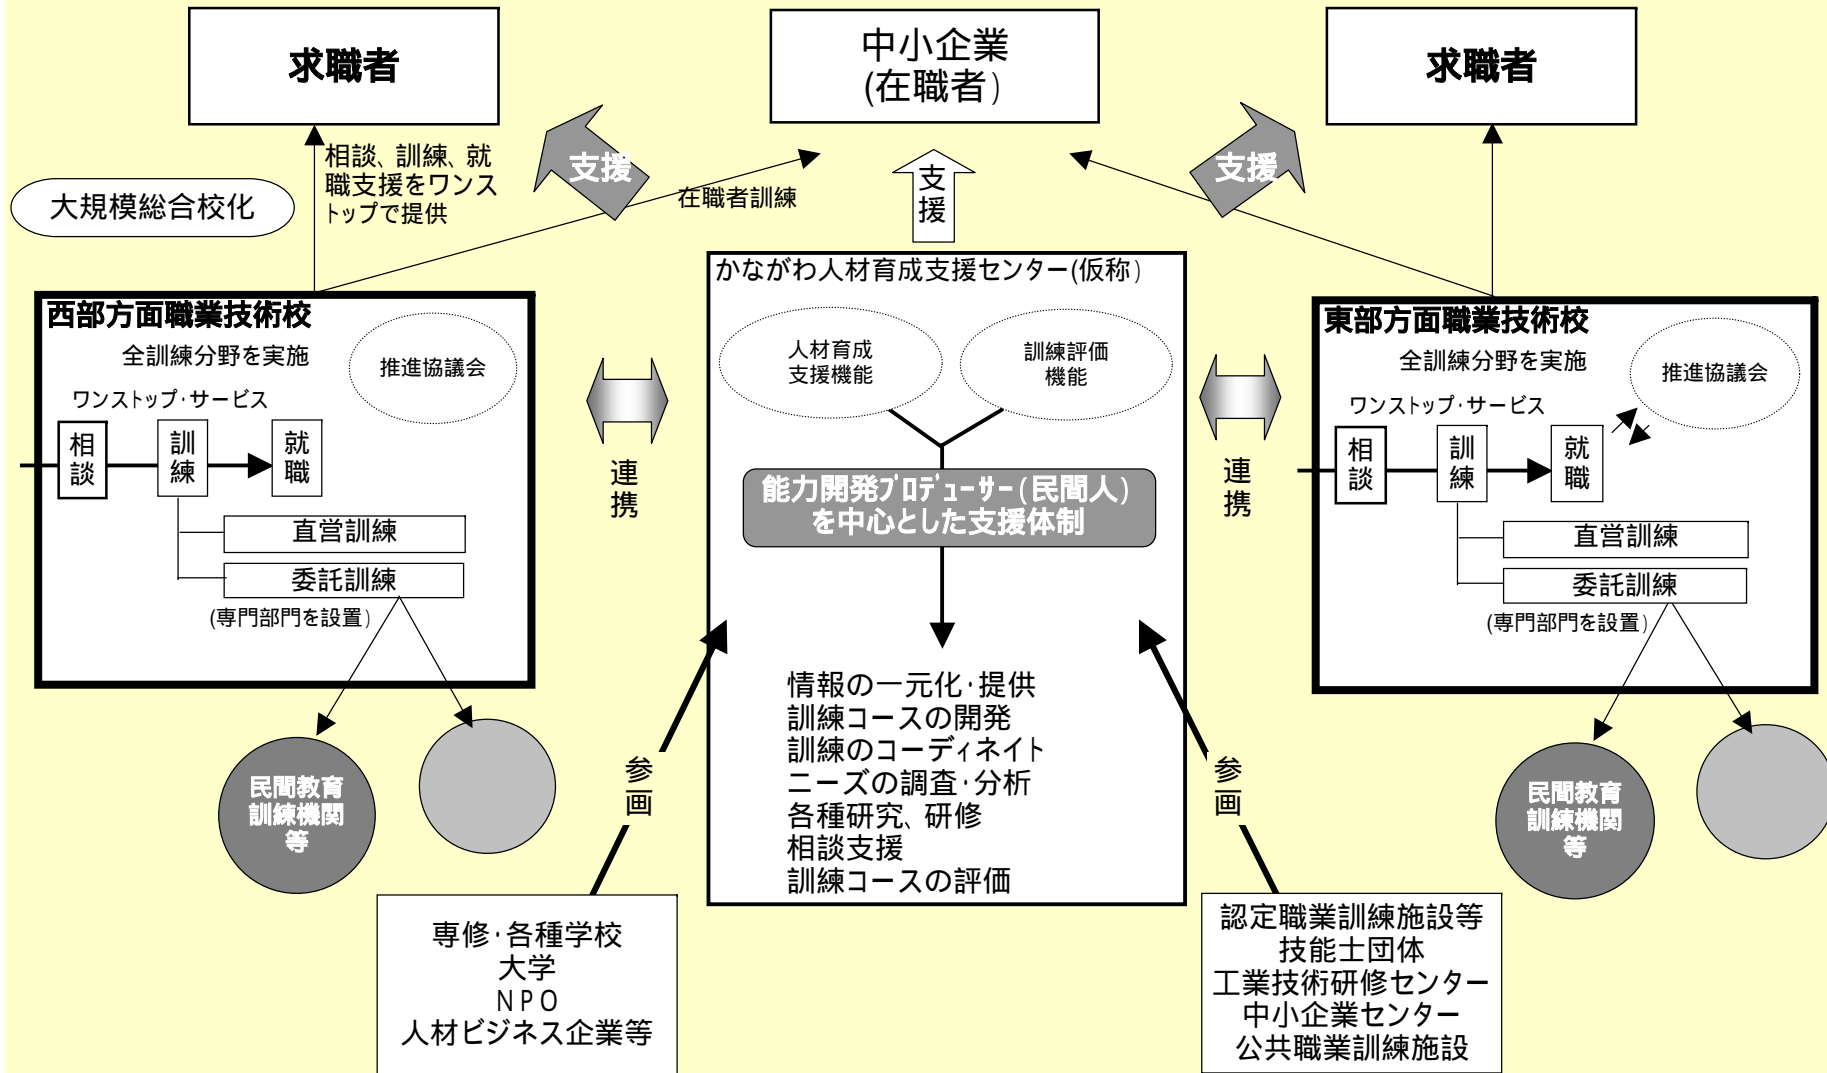 求職者
中小企業
(在職者)
求職者
支援
支援
支
援
相談、訓練、就
職支援をワンス
トップで提供
大規模総合校化
在職者訓練
西部方面職業技術校
全訓練分野を実施
推進協議会
ワンストップ・サービス
相
談
訓
練
就
職
直営訓練
委託訓練
(専門部門を設置)
民間教育
訓練機関
等
連
携
かながわ人材育成支援センター(仮称)
人材育成
支援機能
訓練評価
機能
能力開発プロデューサー(民間人)
を中心とした支援体制
情報の一元化・提供
訓練コースの開発
訓練のコーディネイト
ニーズの調査・分析
各種研究、研修
相談支援
訓練コースの評価
連
携
東部方面職業技術校
全訓練分野を実施
推進協議会
ワンストップ・サービス
相
談
訓
練
就
職
直営訓練
委託訓練
(専門部門を設置)
民間教育
訓練機関
等
参
画
参
画
専修・各種学校
大学
NPO
人材ビジネス企業等
認定職業訓練施設等
技能士団体
工業技術研修センター
中小企業センター
公共職業訓練施設